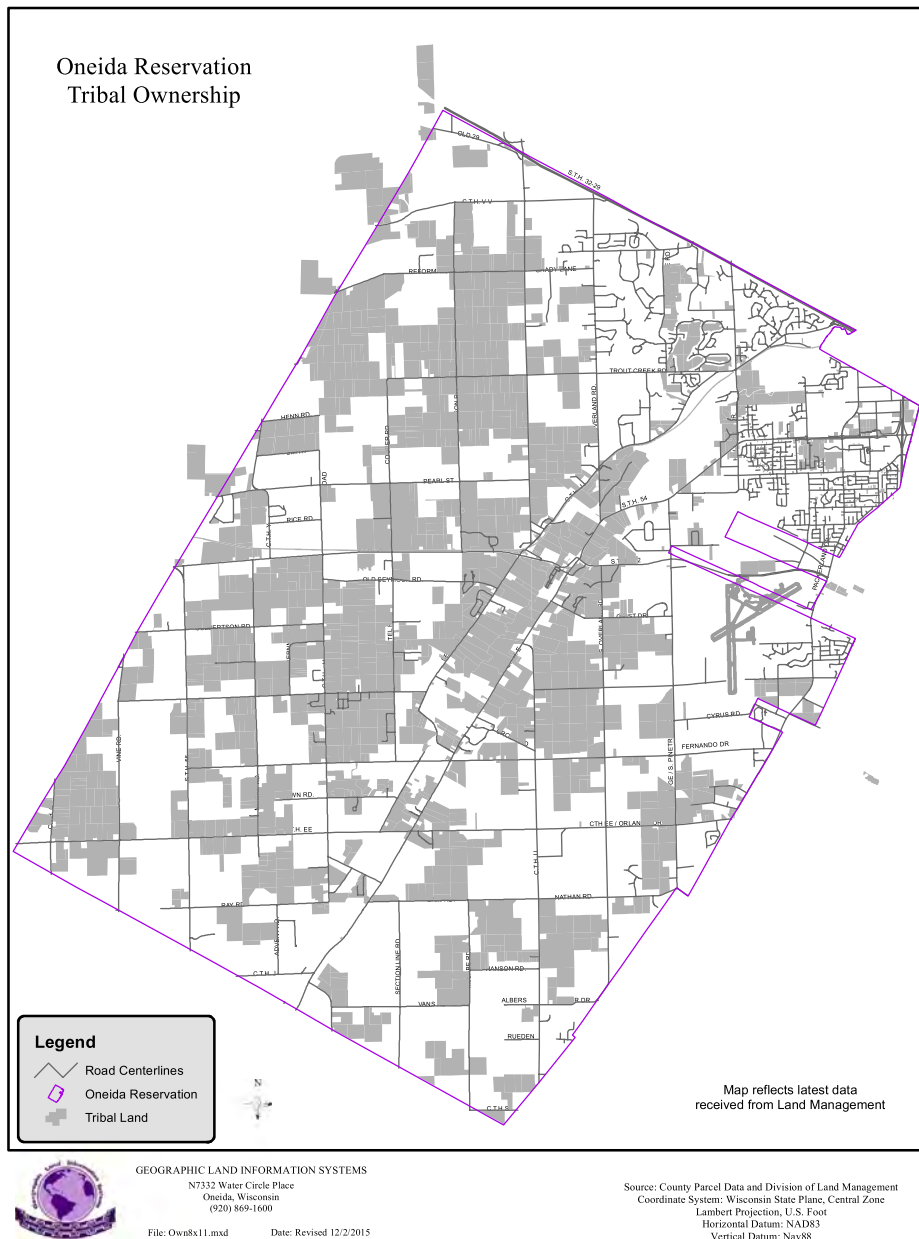 Oneida Reservation
Tribal Ownership
OLD 29
S.T.H. 32-29
C.T.H. V V
REFORM
TROUT CREEK RD.
HENN RD.
PEARL ST
RICE RD.
C.T.H. Y
S.T.H. 54
OLD SEYMOUR RD.
VINE RD.
CYRUS RD.
FERNANDO DR
CTH EE / ORLANDO DR
C.T.H. U
NATHAN RD.
C.T.H. J
SECTION LINE RD
HANSON RD.
ALBERS
R DR
VAN S
RUEDEN
C.T.H. S
Legend
Road Centerlines
Oneida Reservation
Tribal Land
N
Map reflects latest data
received from Land Management
GEOGRAPHIC LAND INFORMATION SYSTEMS
N7332 Water Circle Place
Oneida, Wisconsin
(920) 869-1600
File: Own8x11.mxd Date: Revised 12/2/2015
Source: County Parcel Data and Division of Land Management
Coordinate System: Wisconsin State Plane, Central Zone
Lambert Projection, U.S. Foot
Horizontal Datum: NAD83
Vertical Datum: Nav88